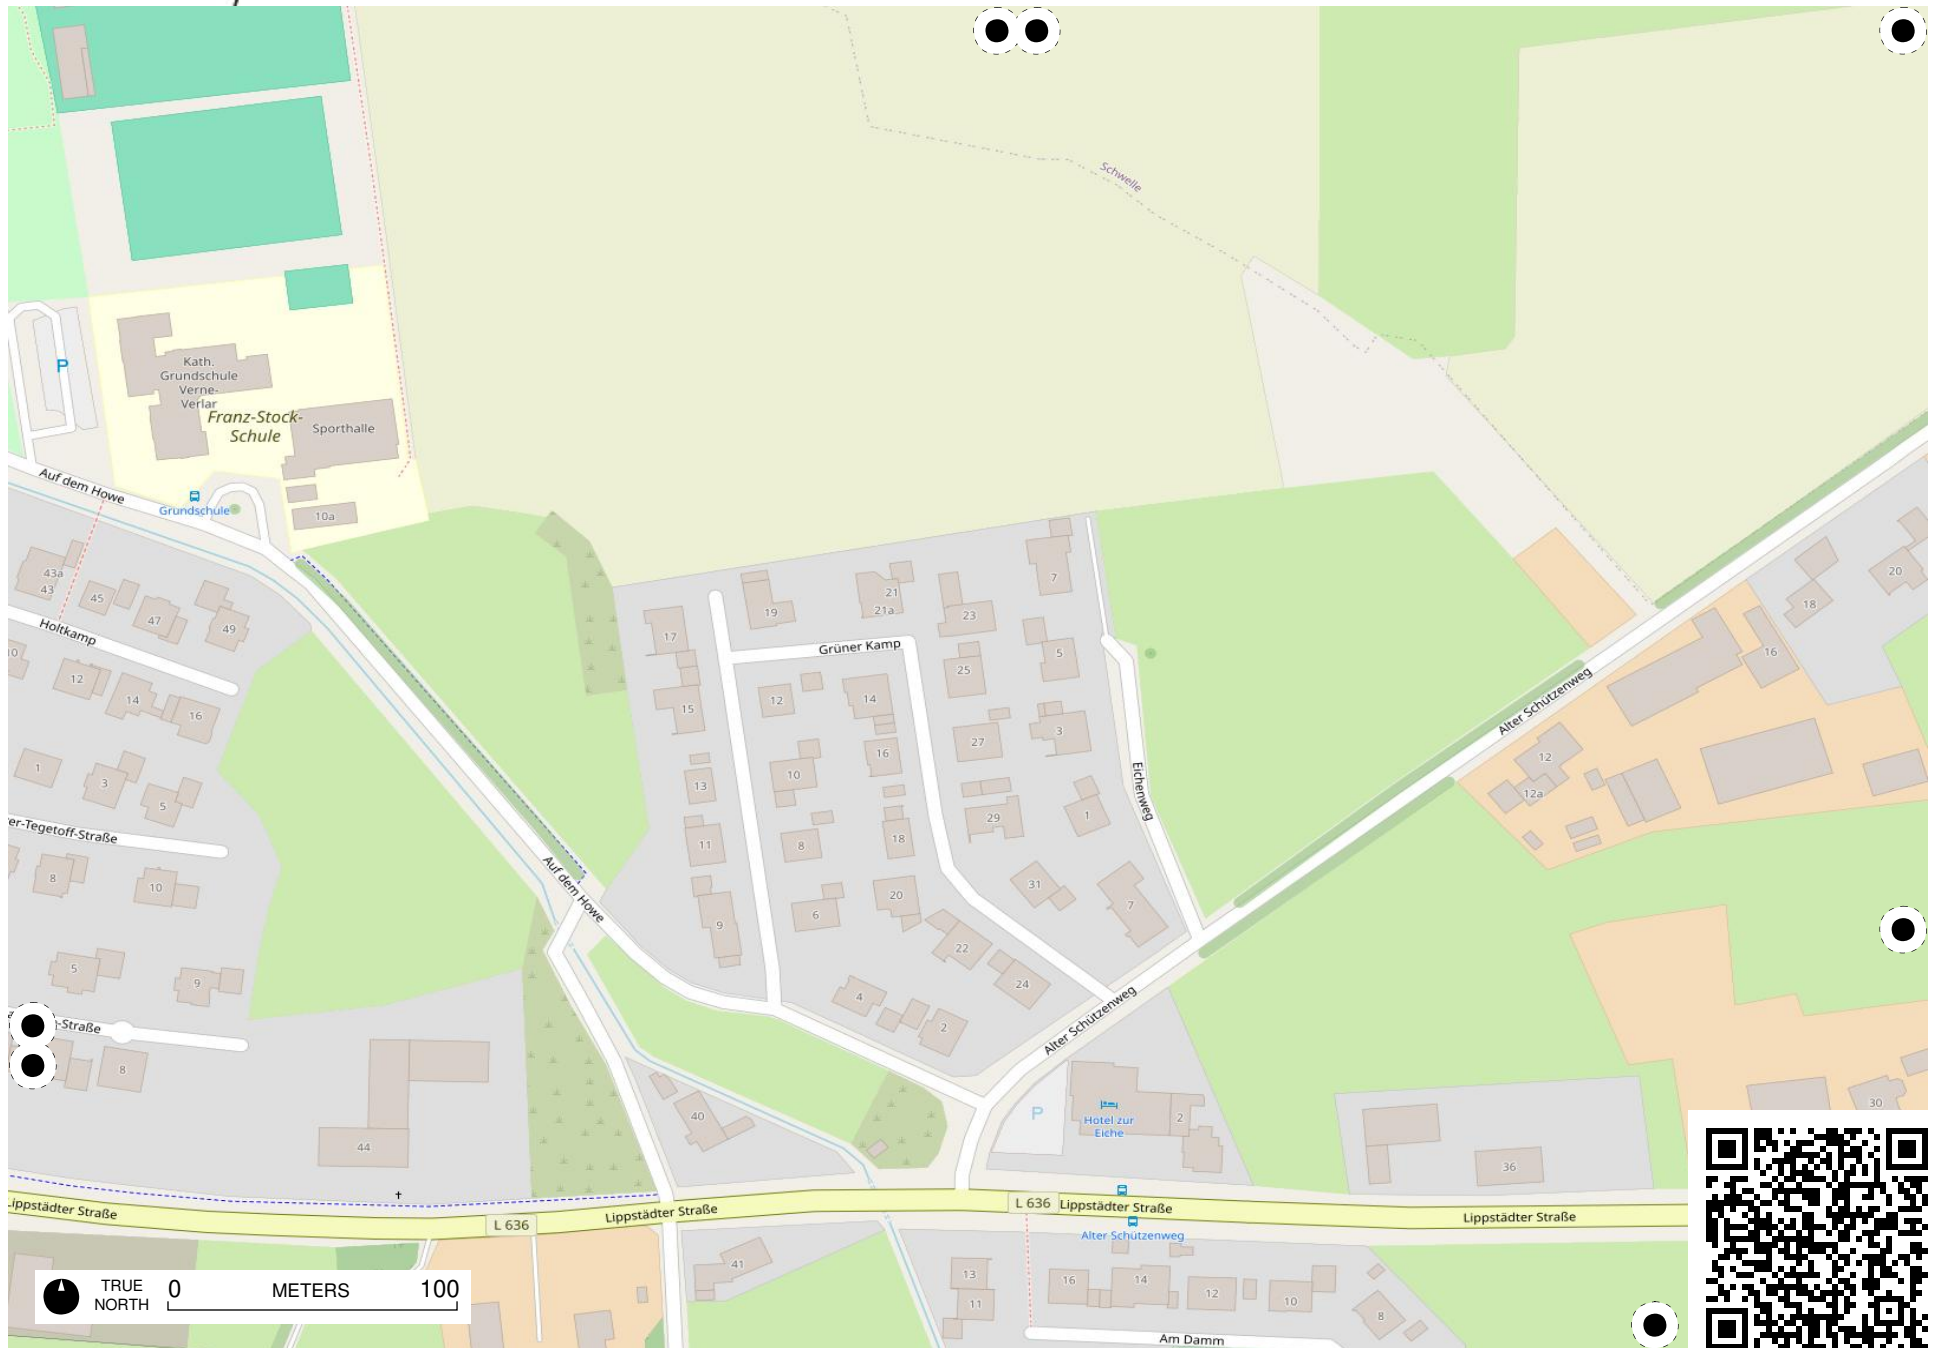 Schwelle
P
Kath.
Grundschule
Verne-
Verlar
Franz-Stock-
Schule
Sporthalle
Auf dem Howe
Grundschule
10a
43a
43
45
47
49
Holtkamp
10
12
14
16
1
3
5
er-Tegetoff-Straße
8
10
5
9
-Straße
8
44
17
19
21
21a
23
7
Grüner Kamp
5
25
15
12
14
3
27
16
13
10
Eichenweg
29
1
11
8
18
Auf dem Howe
31
7
9
6
20
22
24
4
2
Alter Schützenweg
Alter Schützenweg
20
18
16
12
12a
40
P
Hotel zur
Eiche
2
36
30
Lippstädter Straße
L 636
Lippstädter Straße
L 636
Lippstädter Straße
Lippstädter Straße
Alter Schützenweg
41
13
11
16
14
12
10
8
Am Damm
TRUE
NORTH
0 METERS 100